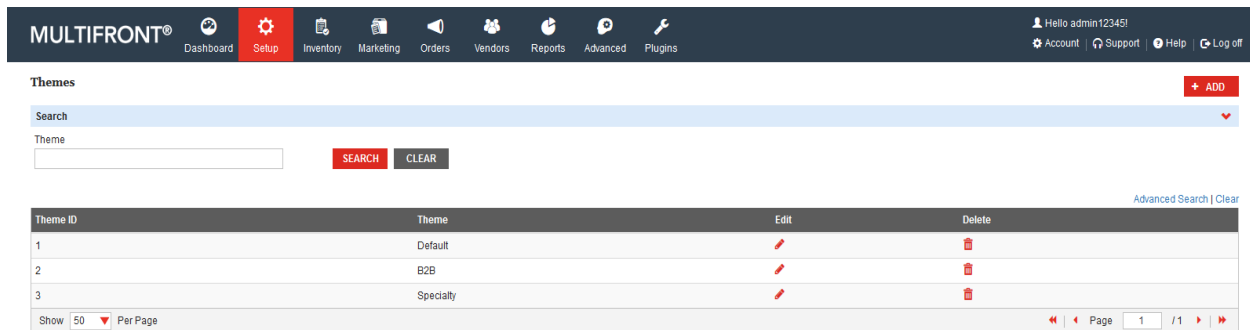 MULTIFRONT®
Dashboard Setup Inventory Marketing Orders Vendors Reports Advanced Plugins
Hello admin12345!
Account | Support | Help | Log off
Themes
+ ADD
Search
Theme
SEARCH CLEAR
Advanced Search | Clear
Theme ID Theme Edit Delete
1 Default
2 B2B
3 Specialty
Show 50 Per Page
Page 1 / 1